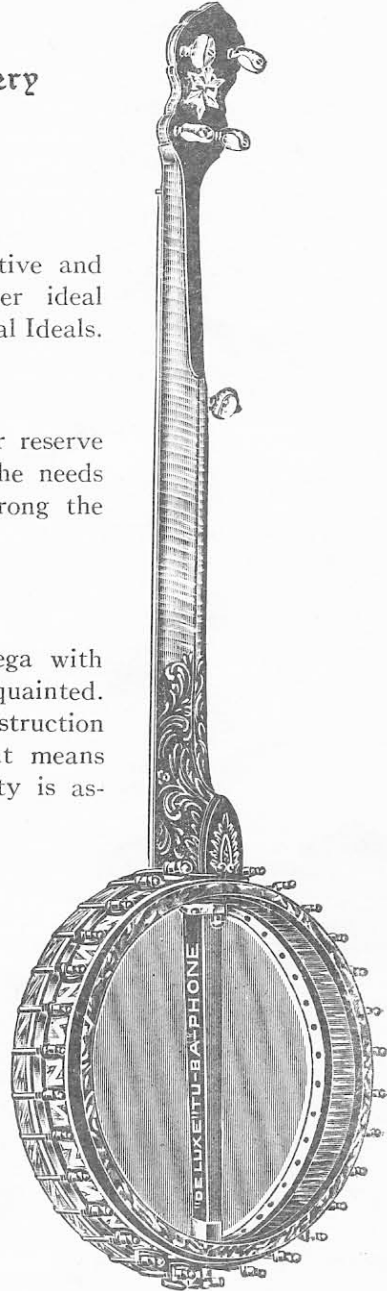 ery
tive and
er ideal
al Ideals.
r reserve
he needs
rong the
ega with
quainted.
struction
t means
ty is as-
DE LUXE TU-BA-PHONE